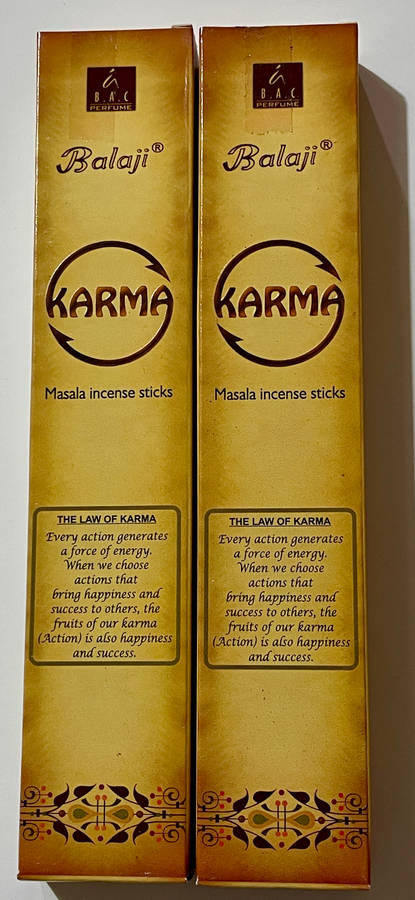 B.A.C
PERFUME
Balaji®
KARMA
Masala incense sticks
THE LAW OF KARMA
Every action generates
a force of energy.
When we choose
actions that
bring happiness and
success to others, the
fruits of our karma
(Action) is also happiness
and success.
B.A.C
PERFUME
Balaji®
KARMA
Masala incense sticks
THE LAW OF KARMA
Every action generates
a force of energy.
When we choose
actions that
bring happiness and
success to others, the
fruits of our karma
(Action) is also happiness
and success.